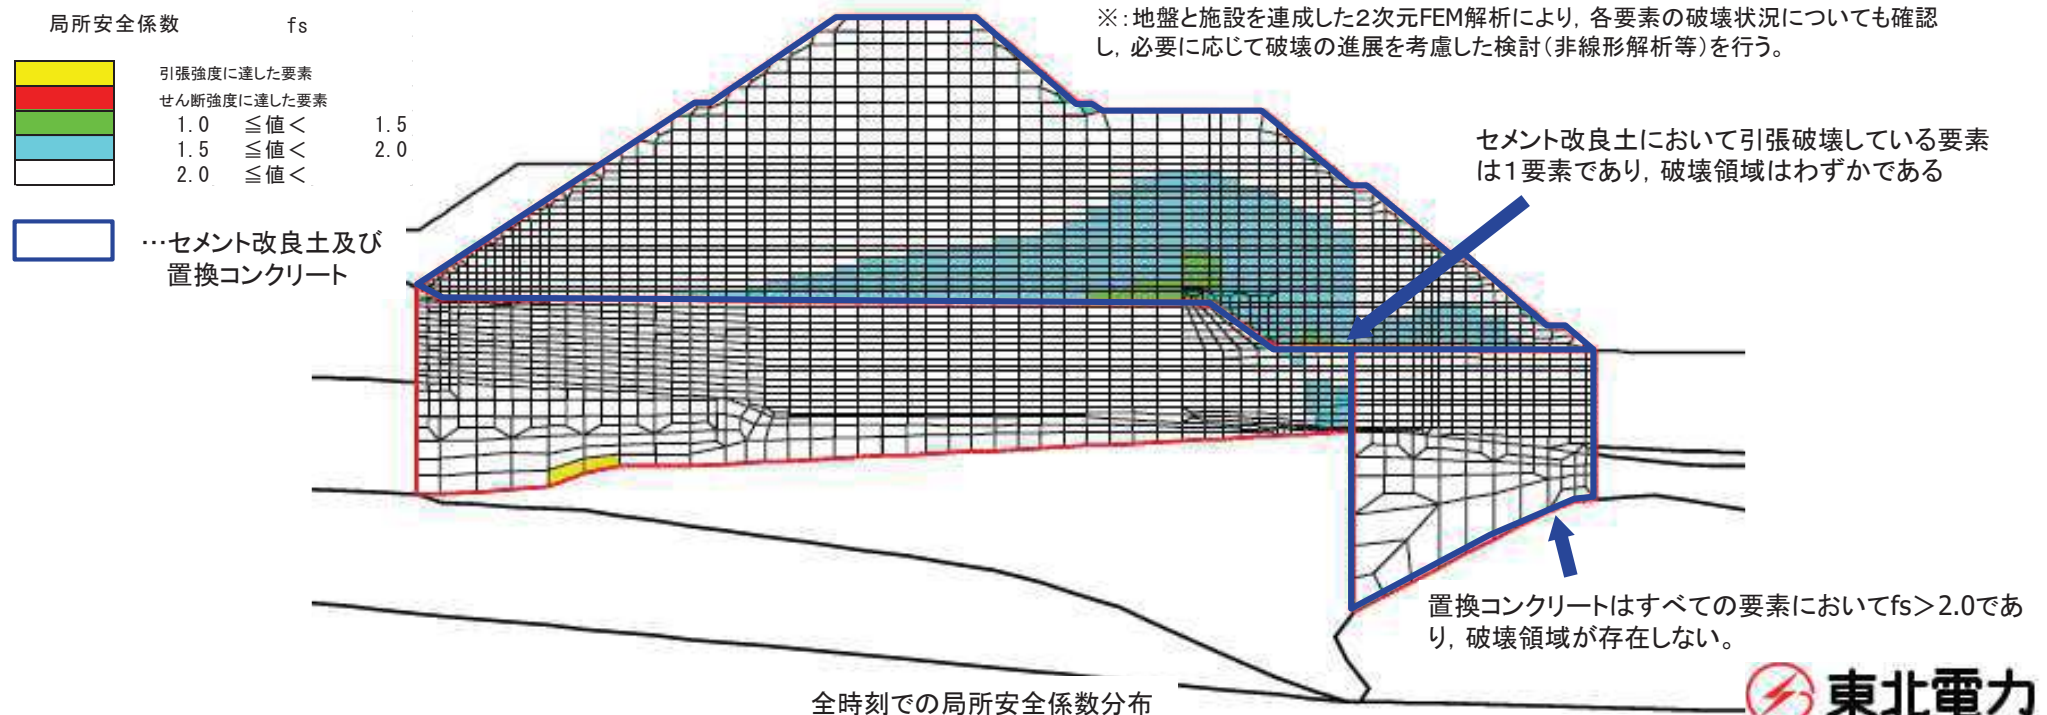 局所安全係数 fs
引張強度に達した要素
せん断強度に達した要素
1.0 ≦値< 1.5
1.5 ≦値< 2.0
2.0 ≦値<
…セメント改良土及び
置換コンクリート
※:地盤と施設を連成した2次元FEM解析により, 各要素の破壊状況についても確認
し, 必要に応じて破壊の進展を考慮した検討(非線形解析等)を行う。
セメント改良土において引張破壊している要素
は1要素であり, 破壊領域はわずかである
置換コンクリートはすべての要素においてfs>2.0であ
り, 破壊領域が存在しない。
全時刻での局所安全係数分布
東北電力